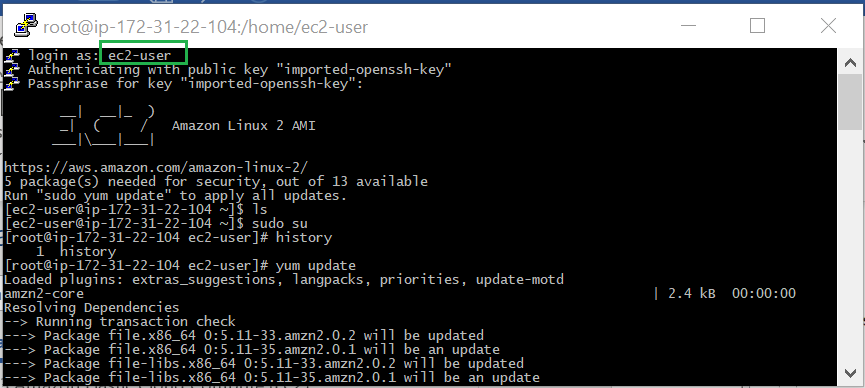 root@ip-172-31-22-104:/home/ec2-user
login as: ec2-user
Authenticating with public key "imported-openssh-key"
Passphrase for key "imported-openssh-key":
       __|  __|_  )
       _|  (     /   Amazon Linux 2 AMI
      ___|\___|___|
https://aws.amazon.com/amazon-linux-2/
5 package(s) needed for security, out of 13 available
Run "sudo yum update" to apply all updates.
[ec2-user@ip-172-31-22-104 ~]$ ls
[ec2-user@ip-172-31-22-104 ~]$ sudo su
[root@ip-172-31-22-104 ec2-user]# history
    1  history
[root@ip-172-31-22-104 ec2-user]# yum update
Loaded plugins: extras_suggestions, langpacks, priorities, update-motd
amzn2-core | 2.4 kB 00:00:00
Resolving Dependencies
--> Running transaction check
---> Package file.x86_64 0:5.11-33.amzn2.0.2 will be updated
---> Package file.x86_64 0:5.11-35.amzn2.0.1 will be an update
---> Package file-libs.x86_64 0:5.11-33.amzn2.0.2 will be updated
---> Package file-libs.x86_64 0:5.11-35.amzn2.0.1 will be an update